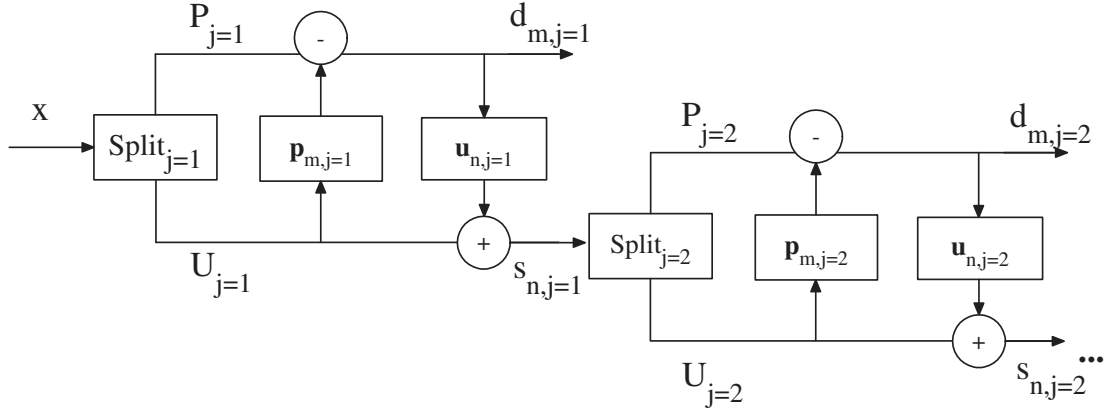 P_{j=1}
-
d_{m,j=1}
x
Split_{j=1}
p_{m,j=1}
u_{n,j=1}
U_{j=1}
+
s_{n,j=1}
P_{j=2}
-
d_{m,j=2}
Split_{j=2}
p_{m,j=2}
u_{n,j=2}
U_{j=2}
+
s_{n,j=2}
...